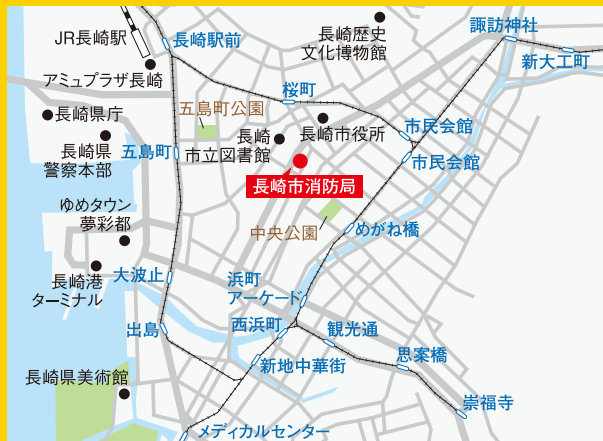 長崎歴史
文化博物館
諏訪神社
新大工町
JR長崎駅
長崎駅前
アミュプラザ長崎
桜町
五島町公園
長崎県庁
長崎市役所
市民会館
長崎
市立図書館
長崎県
警察本部
五島町
市民会館
長崎市消防局
ゆめタウン
夢彩都
中央公園
めがね橋
長崎港
ターミナル
大波止
浜町
アーケード
出島
西浜町
観光通
思案橋
新地中華街
長崎県美術館
崇福寺
メディカルセンター